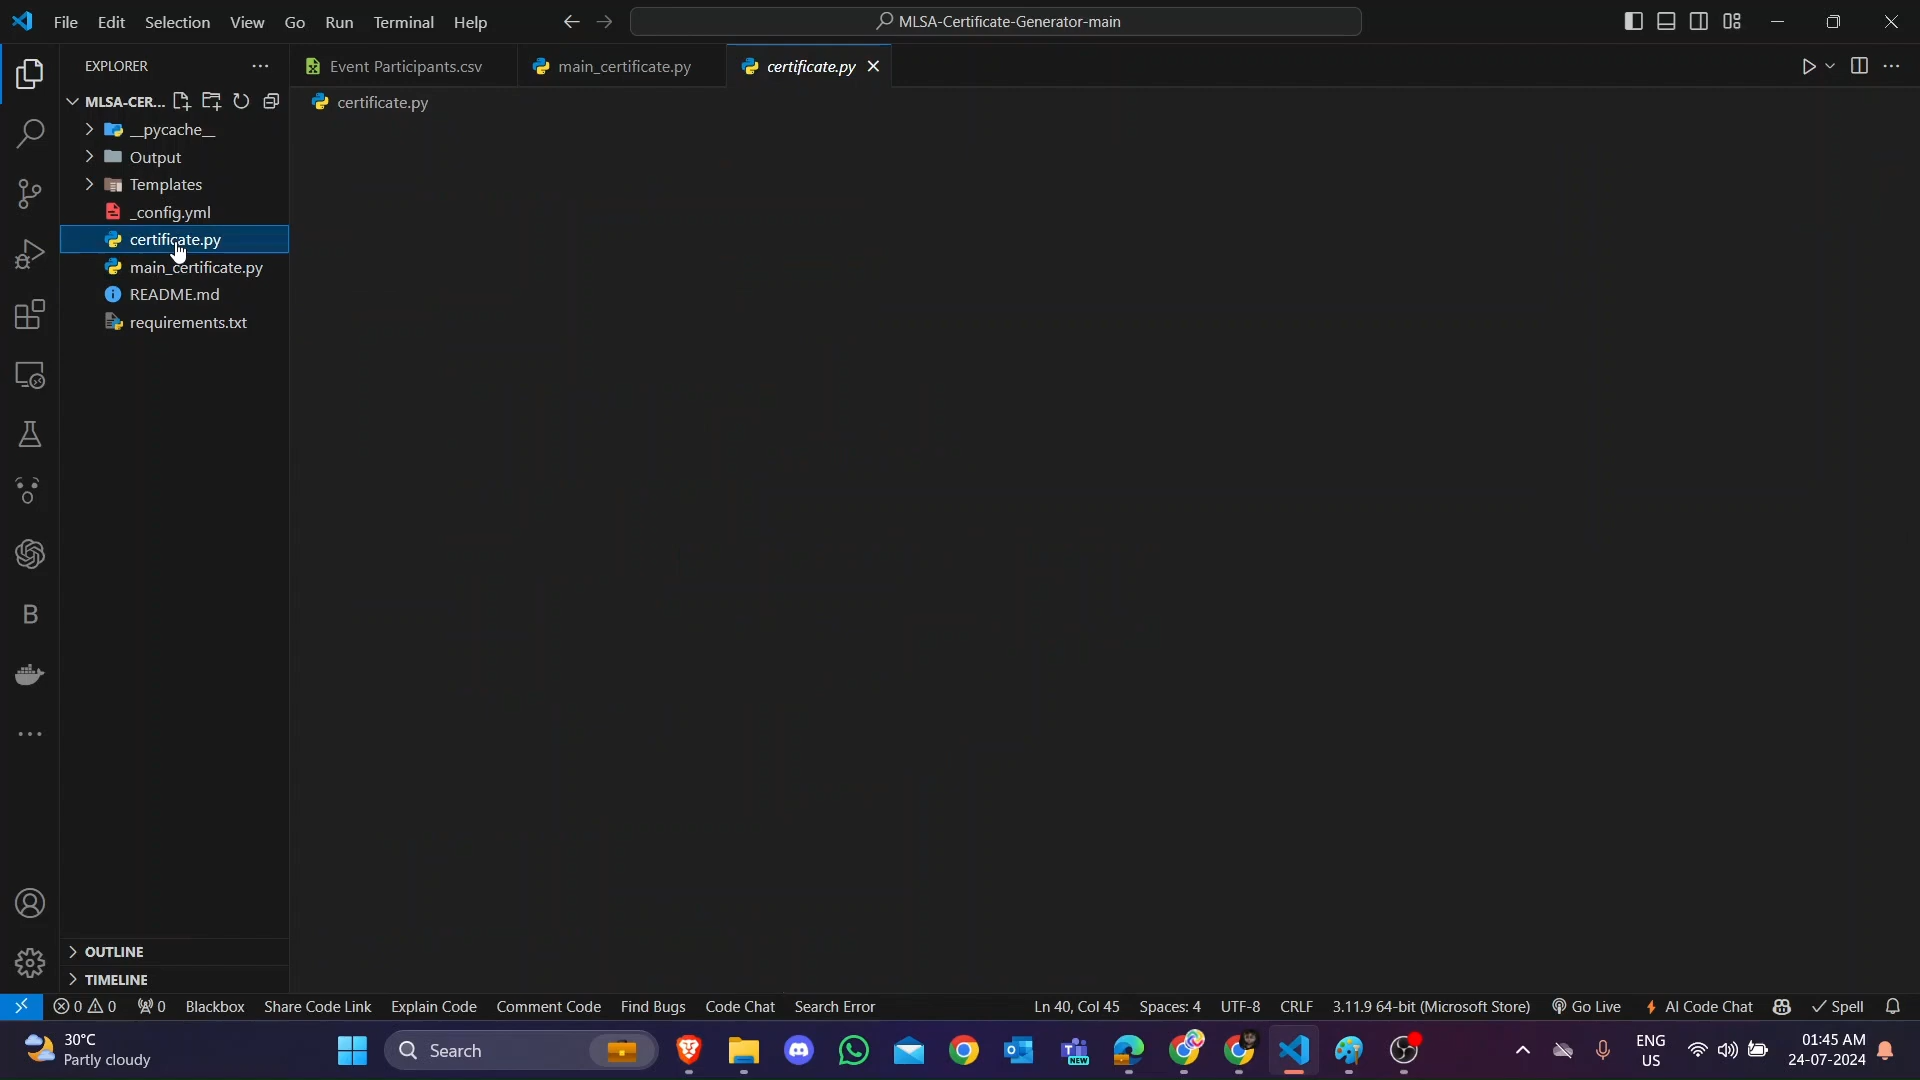 File Edit Selection View Go Run Terminal Help
MLSA-Certificate-Generator-main
EXPLORER
Event Participants.csv
main_certificate.py
certificate.py
MLSA-CER...
certificate.py
__pycache__
Output
Templates
_config.yml
certificate.py
main_certificate.py
README.md
requirements.txt
B
OUTLINE
TIMELINE
0 0 0 Blackbox Share Code Link Explain Code Comment Code Find Bugs Code Chat Search Error
Ln 40, Col 45 Spaces: 4 UTF-8 CRLF 3.11.9 64-bit (Microsoft Store) Go Live AI Code Chat Spell
30°C
Partly cloudy
Search
NEW
ENG
US
01:45 AM
24-07-2024